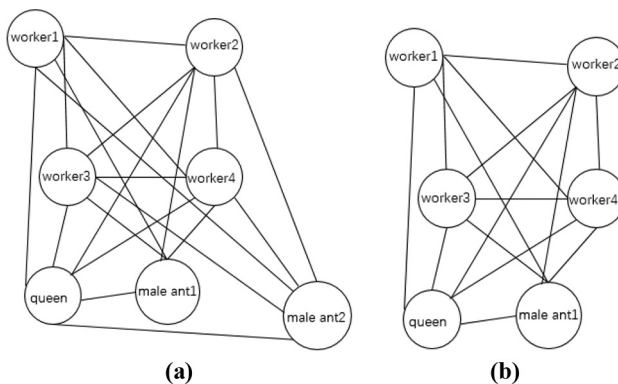 worker1
worker2
worker3
worker4
queen
male ant1
male ant2
(a)
worker1
worker2
worker3
worker4
queen
male ant1
(b)